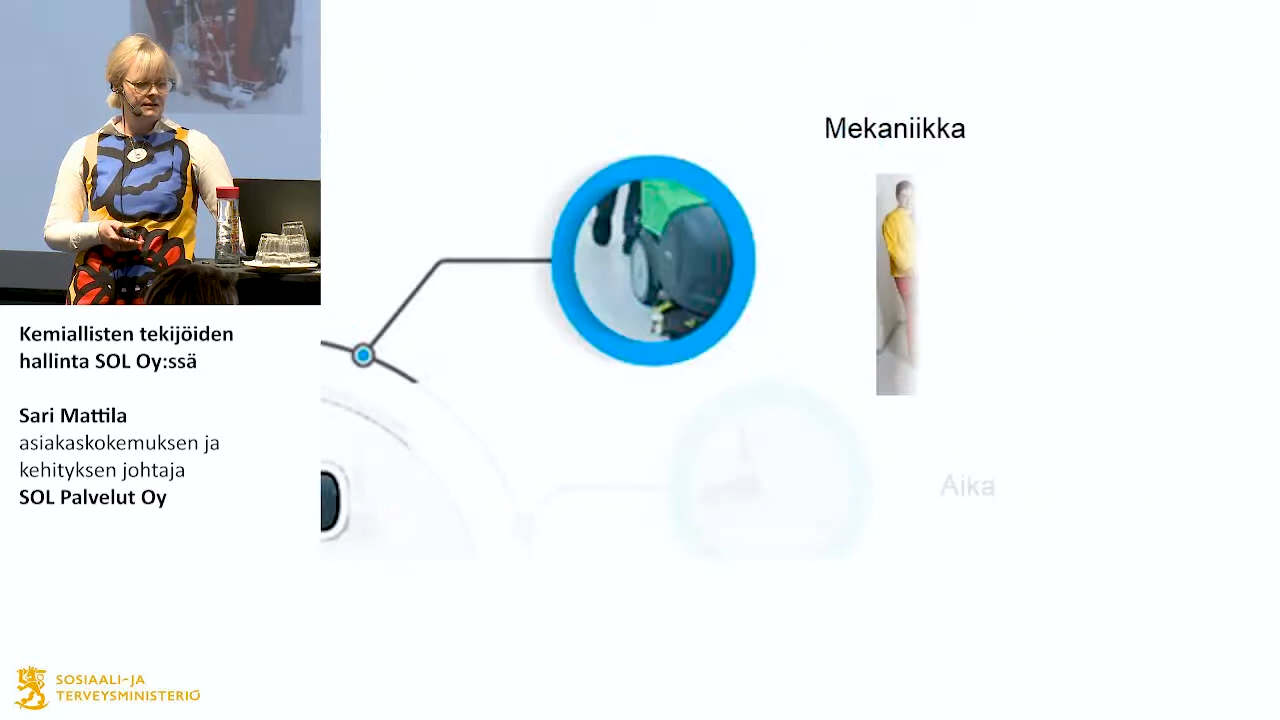 Mekaniikka
Aika
Kemiallisten tekijöiden
hallinta SOL Oy:ssä
Sari Mattila
asiakaskokemuksen ja
kehityksen johtaja
SOL Palvelut Oy
SOSIAALI- JA
TERVEYSMINISTERIÖ